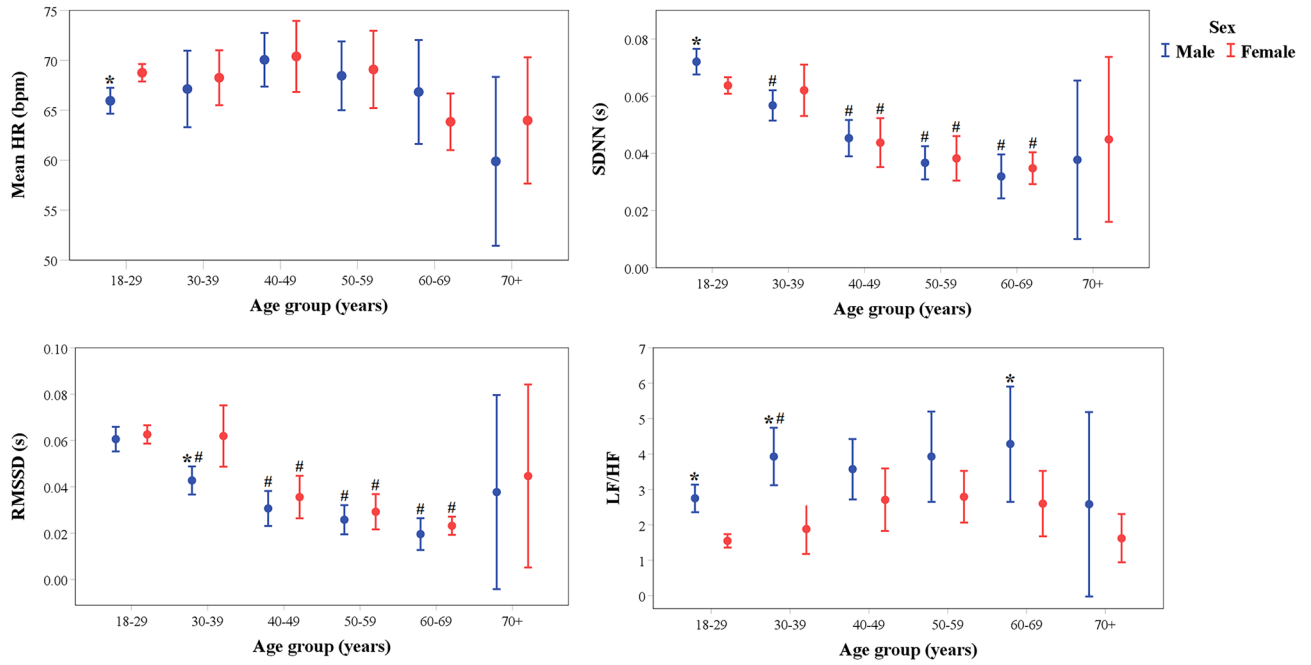 Mean HR (bpm)
75
70
65
60
55
50
*
18-29 30-39 40-49 50-59 60-69 70+
Age group (years)
SDNN (s)
0.08
0.06
0.04
0.02
0.00
* # # # # # # #
18-29 30-39 40-49 50-59 60-69 70+
Age group (years)
Sex
Male Female
RMSSD (s)
0.10
0.08
0.06
0.04
0.02
0.00
*# # # # # # #
18-29 30-39 40-49 50-59 60-69 70+
Age group (years)
LF/HF
7
6
5
4
3
2
1
0
* *# *
18-29 30-39 40-49 50-59 60-69 70+
Age group (years)